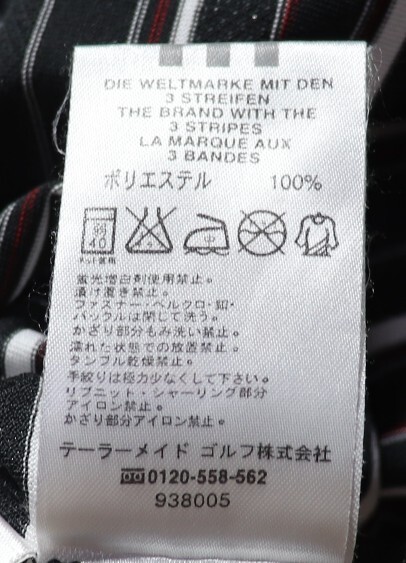 DIE WELTMARKE MIT DEN
3 STREIFEN
THE BRAND WITH THE
3 STRIPES
LA MARQUE AUX
3 BANDES
ポリエステル 100%
弱
40
ネット使用
中
蛍光増白剤使用禁止。
漬け置き禁止。
ファスナー・ベルクロ・釦・
バックルは閉じて洗う。
かざり部分もみ洗い禁止。
濡れた状態での放置禁止。
タンブル乾燥禁止。
手絞りは極力少なくして下さい。
リブニット・シャーリング部分
アイロン禁止。
かざり部分アイロン禁止。
テーラーメイド ゴルフ株式会社
0120-558-562
938005